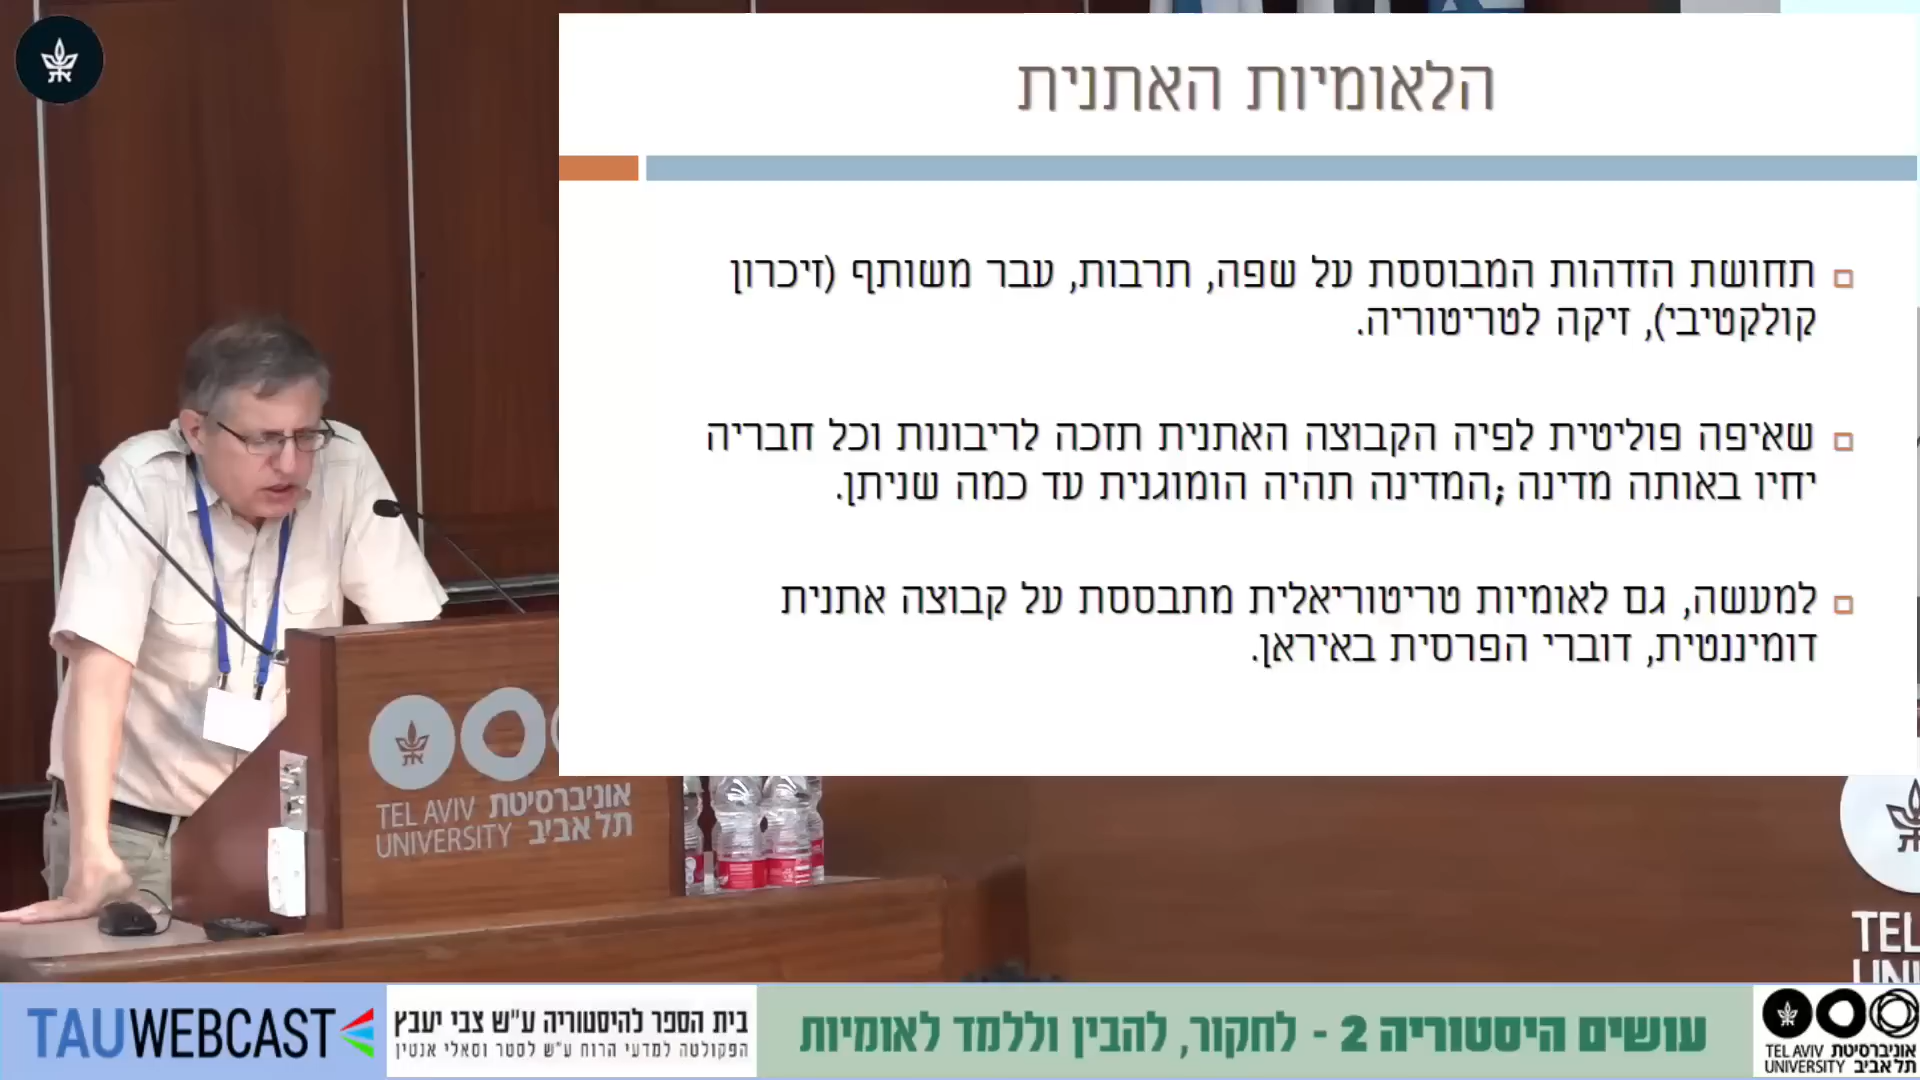 הלאומיות האתנית
תחושת הזדהות המבוססת על שפה, תרבות, עבר משותף (זיכרון
קולקטיבי), זיקה לטריטוריה.
שאיפה פוליטית לפיה הקבוצה האתנית תזכה לריבונות וכל חבריה
יחיו באותה מדינה ;המדינה תהיה הומוגנית עד כמה שניתן.
למעשה, גם לאומיות טריטוריאלית מתבססת על קבוצה אתנית
דומיננטית, דוברי הפרסית באיראן.
TEL AVIV אוניברסיטת
UNIVERSITY תל אביב
TEL
UNI
TAUWEBCAST
בית הספר להיסטוריה ע"ש צבי יעבץ
הפקולטה למדעי הרוח ע"ש לסטר וסאלי אנטין
עושים היסטוריה 2 - לחקור, להבין וללמד לאומיות
TEL AVIV אוניברסיטת
UNIVERSITY תל אביב